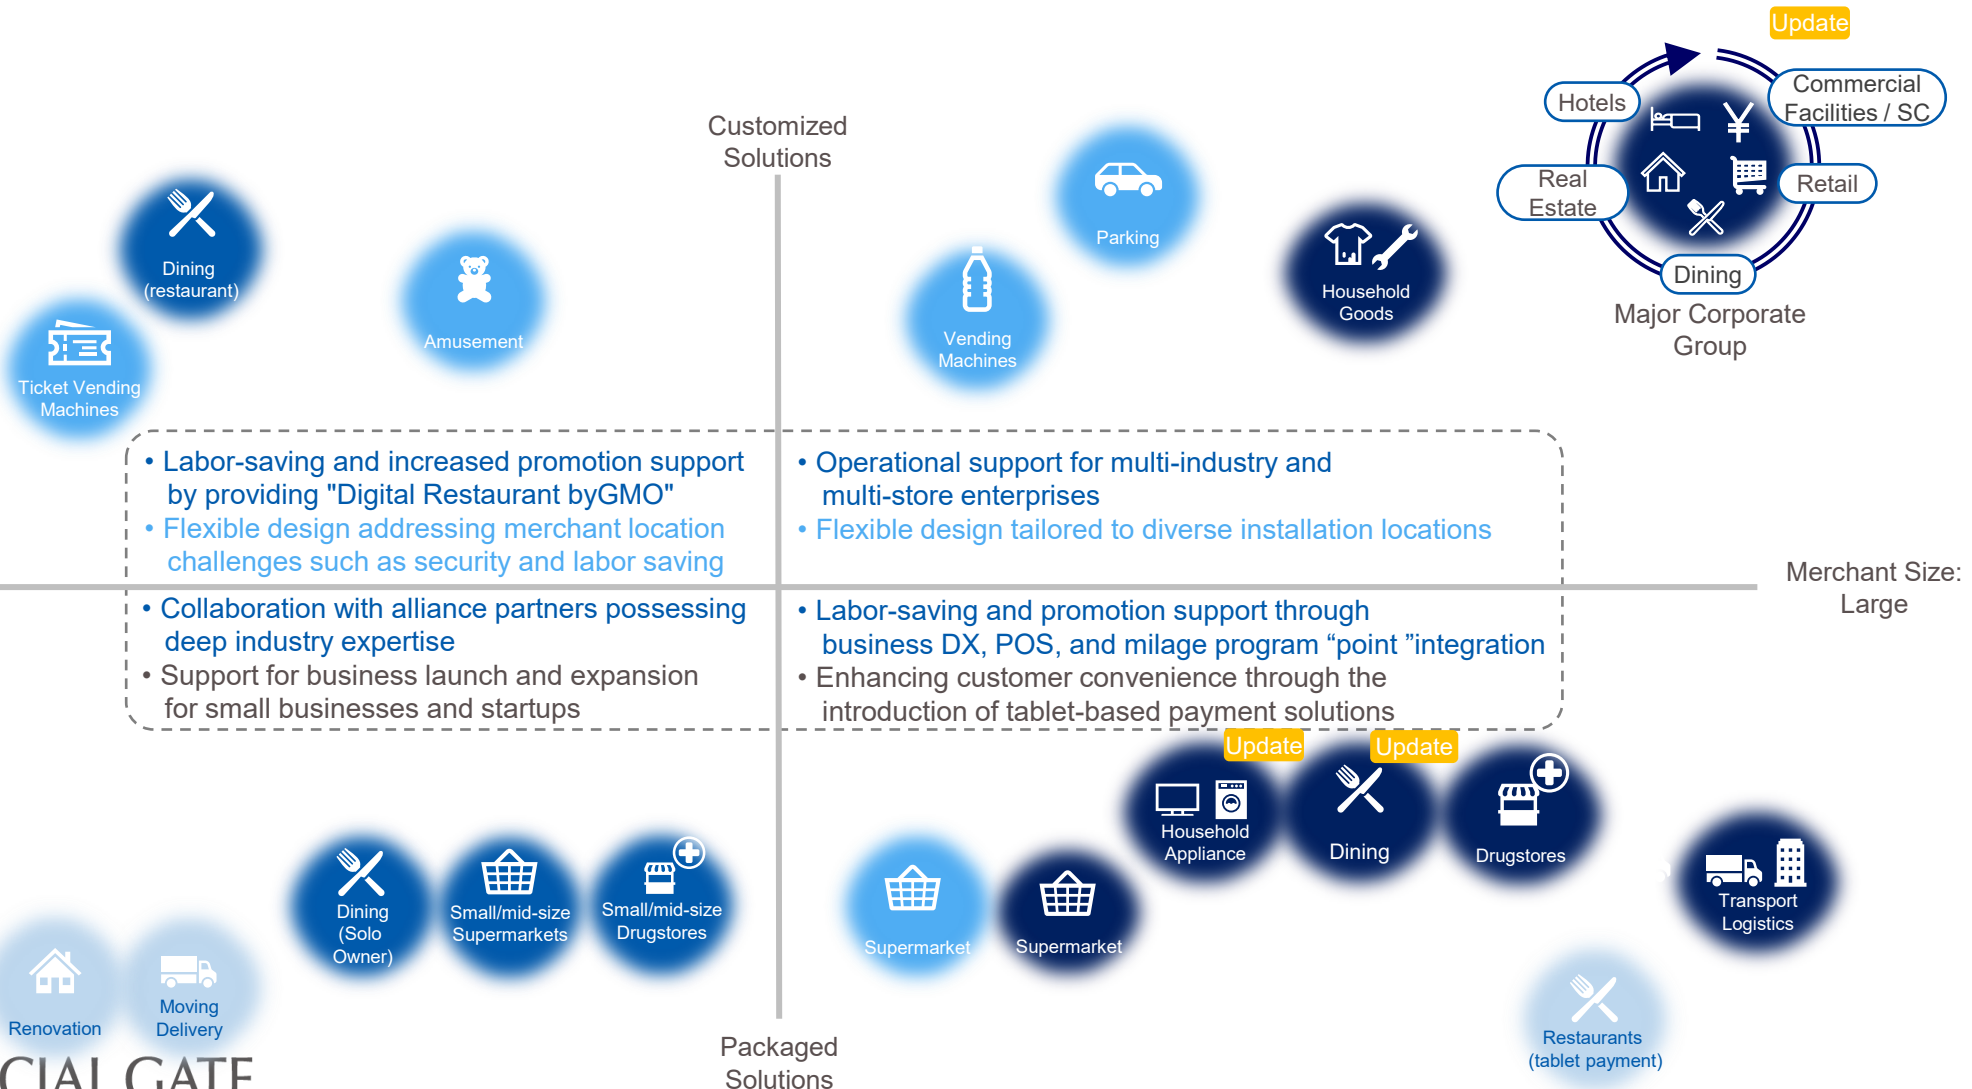 Update
Hotels
Commercial
Facilities / SC
Real
Estate
Retail
Dining
Major Corporate
Group
Customized
Solutions
Dining
(restaurant)
Amusement
Ticket Vending
Machines
Parking
Vending
Machines
Household
Goods
• Labor-saving and increased promotion support
by providing "Digital Restaurant byGMO"
• Flexible design addressing merchant location
challenges such as security and labor saving
• Operational support for multi-industry and
multi-store enterprises
• Flexible design tailored to diverse installation locations
Merchant Size:
Large
• Collaboration with alliance partners possessing
deep industry expertise
• Support for business launch and expansion
for small businesses and startups
• Labor-saving and promotion support through
business DX, POS, and milage program “point ”integration
• Enhancing customer convenience through the
introduction of tablet-based payment solutions
Update
Update
Household
Appliance
Dining
Drugstores
Transport
Logistics
Dining
(Solo
Owner)
Small/mid-size
Supermarkets
Small/mid-size
Drugstores
Supermarket
Supermarket
Renovation
Moving
Delivery
Restaurants
(tablet payment)
Packaged
Solutions
CIAL GATE